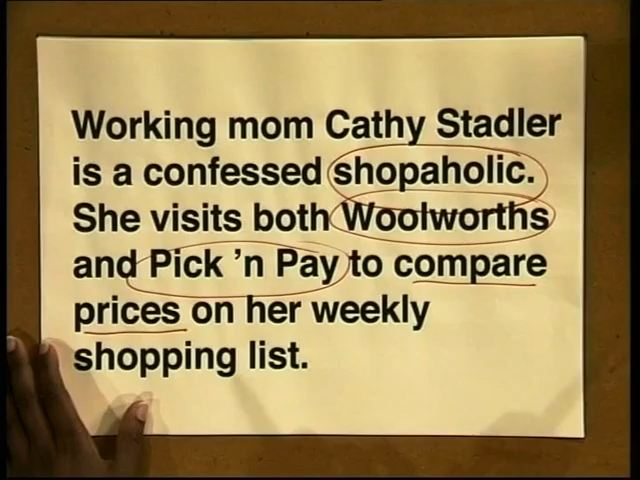 Working mom Cathy Stadler
is a confessed shopaholic.
She visits both Woolworths
and Pick 'n Pay to compare
prices on her weekly
shopping list.